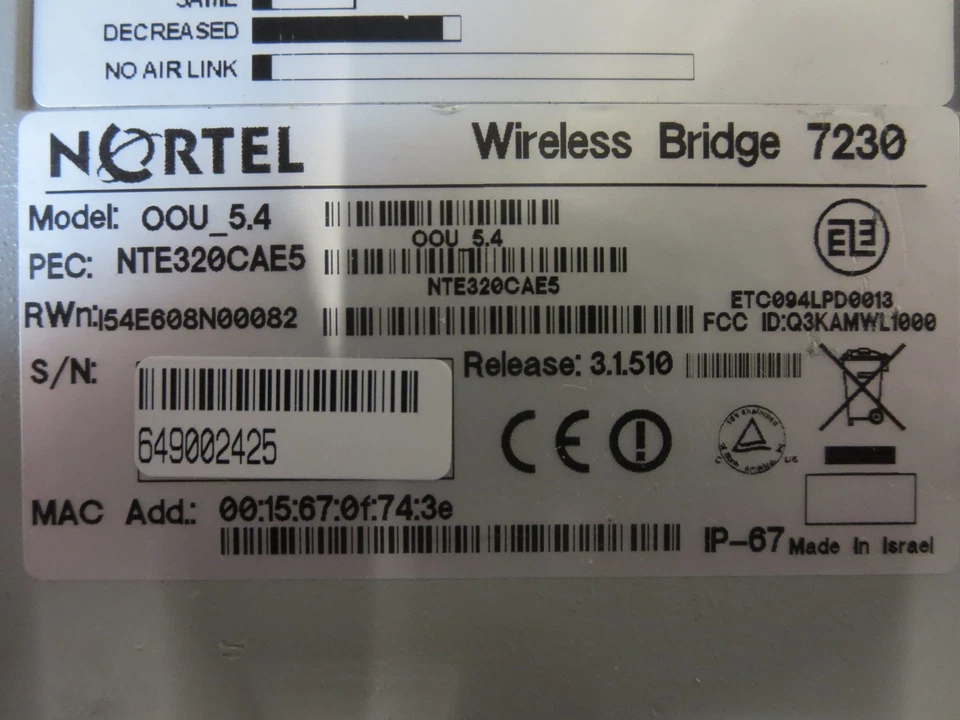 SAME
DECREASED
NO AIR LINK
NORTEL Wireless Bridge 7230
Model: OOU_5.4
OOU_5.4
PEC: NTE320CAE5
NTE320CAE5
ETC094LPD0013
RWn:I54E608N00082 FCC ID:Q3KAMWL1000
S/N: Release: 3.1.510
649002425
MAC Add.: 00:15:67:0f:74:3e
IP-67 Made In Israel